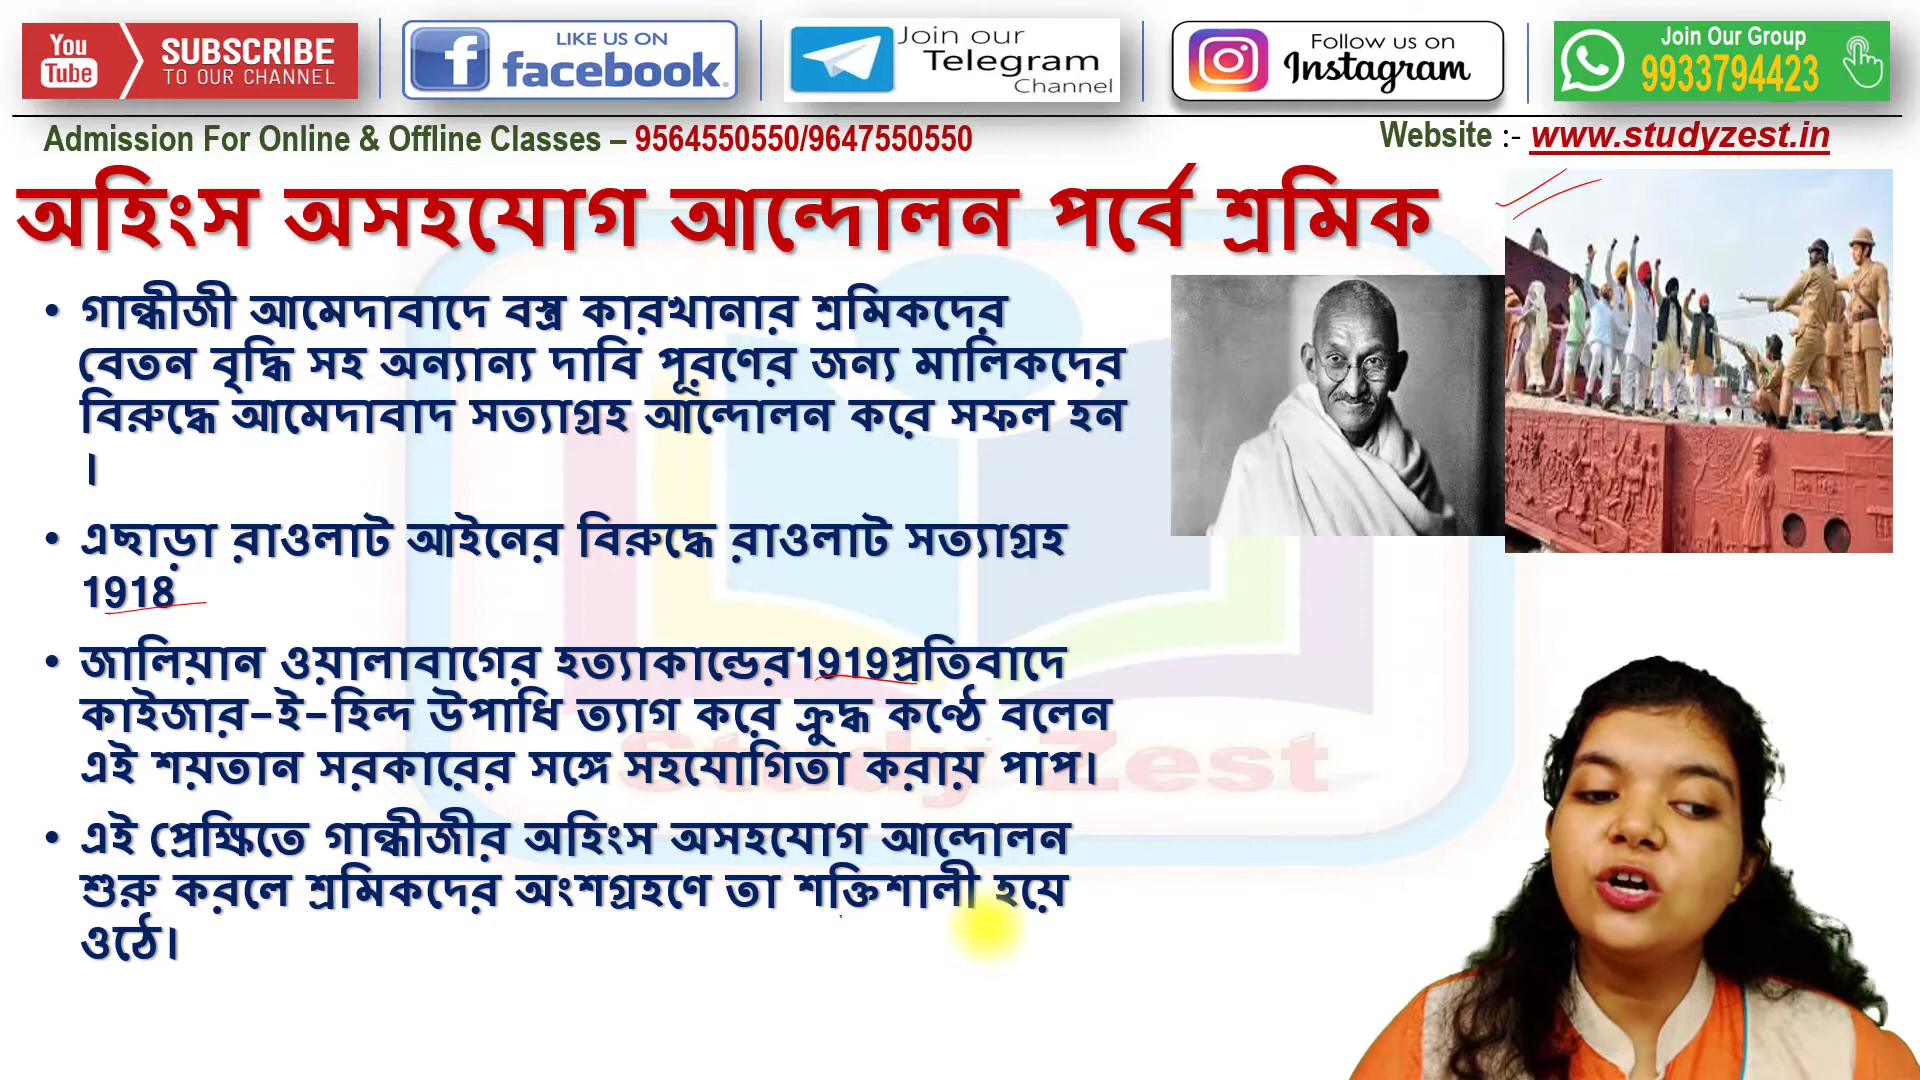 You Tube SUBSCRIBE TO OUR CHANNEL
LIKE US ON facebook.
Join our Telegram Channel
Follow us on Instagram
Join Our Group 9933794423
Admission For Online & Offline Classes – 9564550550/9647550550
Website :- www.studyzest.in
অহিংস অসহযোগ আন্দোলন পর্বে শ্রমিক
• গান্ধীজী আমেদাবাদে বস্ত্র কারখানার শ্রমিকদের
বেতন বৃদ্ধি সহ অন্যান্য দাবি পূরণের জন্য মালিকদের
বিরুদ্ধে আমেদাবাদ সত্যাগ্রহ আন্দোলন করে সফল হন
।
• এছাড়া রাওলাট আইনের বিরুদ্ধে রাওলাট সত্যাগ্রহ
1918
• জালিয়ান ওয়ালাবাগের হত্যাকান্ডের1919প্রতিবাদে
কাইজার-ই-হিন্দ উপাধি ত্যাগ করে ক্রুদ্ধ কণ্ঠে বলেন
এই শয়তান সরকারের সঙ্গে সহযোগিতা করায় পাপ।
• এই প্রেক্ষিতে গান্ধীজীর অহিংস অসহযোগ আন্দোলন
শুরু করলে শ্রমিকদের অংশগ্রহণে তা শক্তিশালী হয়ে
ওঠে।
Study Zest